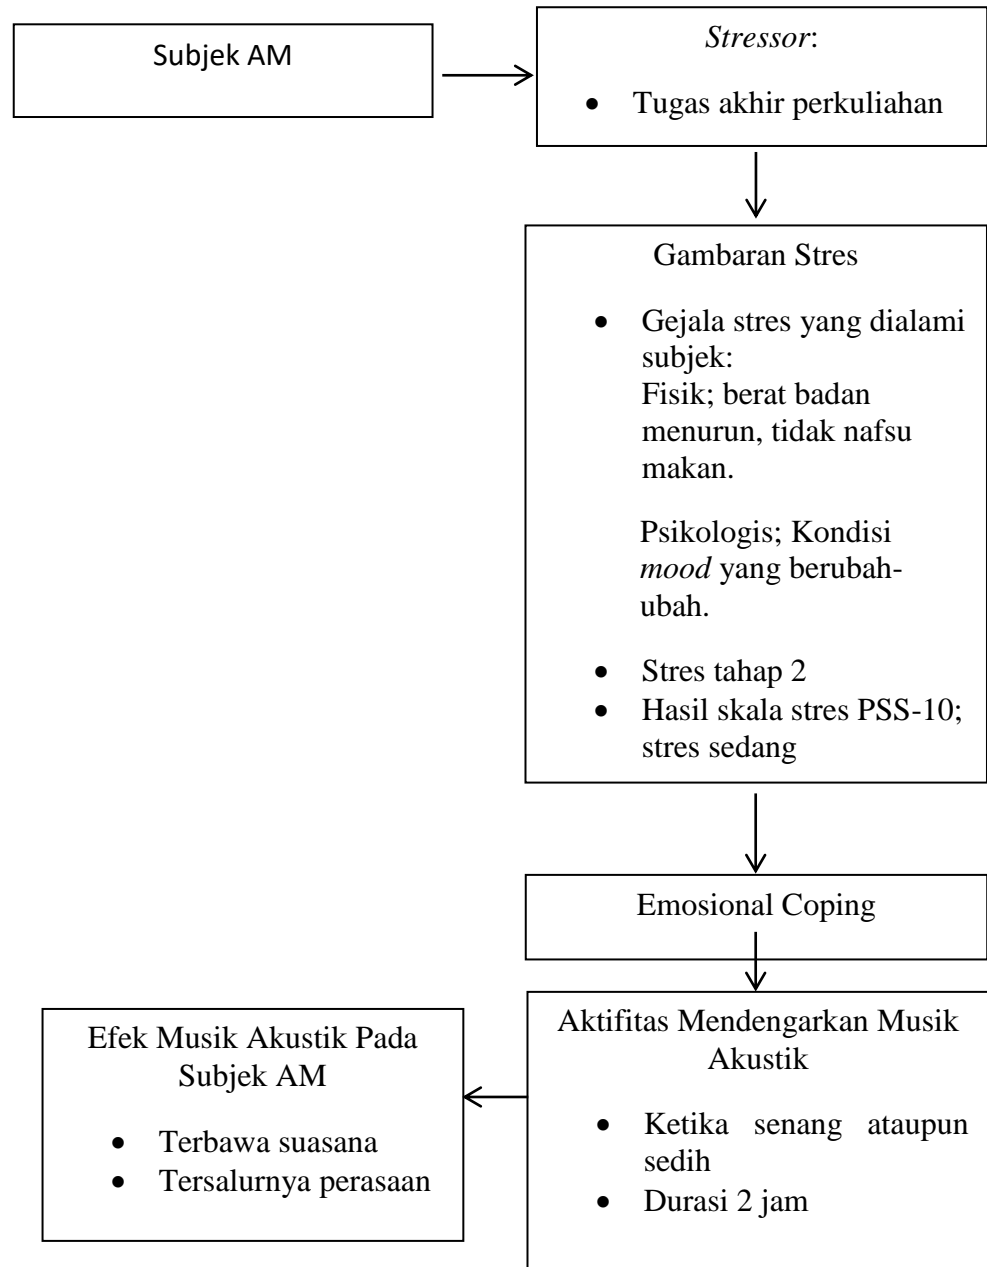 Subjek AM
Stressor:
• Tugas akhir perkuliahan
Gambaran Stres
• Gejala stres yang dialami
subjek:
Fisik; berat badan
menurun, tidak nafsu
makan.
Psikologis; Kondisi
mood yang berubah-
ubah.
• Stres tahap 2
• Hasil skala stres PSS-10;
stres sedang
Emosional Coping
Aktifitas Mendengarkan Musik
Akustik
• Ketika senang ataupun
sedih
• Durasi 2 jam
Efek Musik Akustik Pada
Subjek AM
• Terbawa suasana
• Tersalurnya perasaan